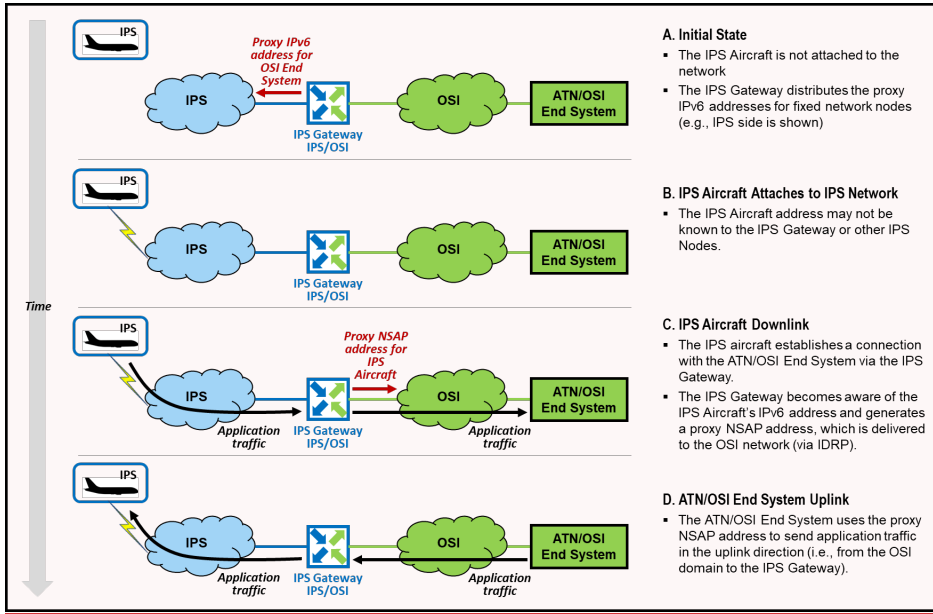 IPS
Proxy IPv6
address for
OSI End
System
IPS
IPS Gateway
IPS/OSI
OSI
ATN/OSI
End System
A. Initial State
▪ The IPS Aircraft is not attached to the
network
▪ The IPS Gateway distributes the proxy
IPv6 addresses for fixed network nodes
(e.g., IPS side is shown)
IPS
IPS
IPS Gateway
IPS/OSI
OSI
ATN/OSI
End System
B. IPS Aircraft Attaches to IPS Network
▪ The IPS Aircraft address may not be
known to the IPS Gateway or other IPS
Nodes.
Time
IPS
IPS
Application
traffic
IPS Gateway
IPS/OSI
Proxy NSAP
address for
IPS
Aircraft
OSI
Application
traffic
ATN/OSI
End System
C. IPS Aircraft Downlink
▪ The IPS aircraft establishes a connection
with the ATN/OSI End System via the IPS
Gateway.
▪ The IPS Gateway becomes aware of the
IPS Aircraft's IPv6 address and generates
a proxy NSAP address, which is delivered
to the OSI network (via IDRP).
IPS
IPS
Application
traffic
IPS Gateway
IPS/OSI
OSI
Application
traffic
ATN/OSI
End System
D. ATN/OSI End System Uplink
▪ The ATN/OSI End System uses the proxy
NSAP address to send application traffic
in the uplink direction (i.e., from the OSI
domain to the IPS Gateway).